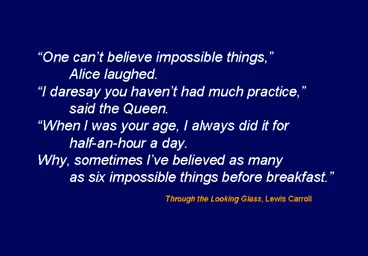 “One can’t believe impossible things,”
Alice laughed.
“I daresay you haven’t had much practice,”
said the Queen.
“When I was your age, I always did it for
half-an-hour a day.
Why, sometimes I’ve believed as many
as six impossible things before breakfast.”
Through the Looking Glass, Lewis Carroll